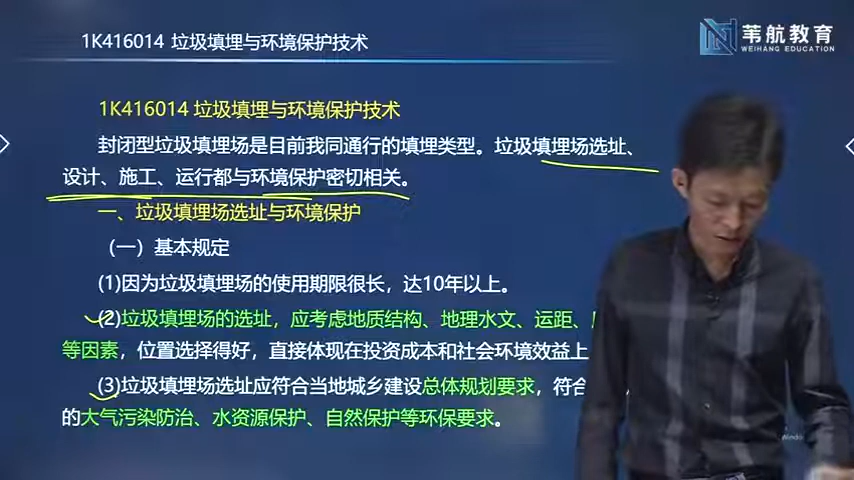 1K416014 垃圾填埋与环境保护技术
苇航教育
WEIHANG EDUCATION
1K416014 垃圾填埋与环境保护技术
封闭型垃圾填埋场是目前我同通行的填埋类型。垃圾填埋场选址、
设计、施工、运行都与环境保护密切相关。
一、垃圾填埋场选址与环境保护
（一）基本规定
(1)因为垃圾填埋场的使用期限很长，达10年以上。
(2)垃圾填埋场的选址，应考虑地质结构、地理水文、运距、
等因素，位置选择得好，直接体现在投资成本和社会环境效益上
(3)垃圾填埋场选址应符合当地城乡建设总体规划要求，符合
的大气污染防治、水资源保护、自然保护等环保要求。